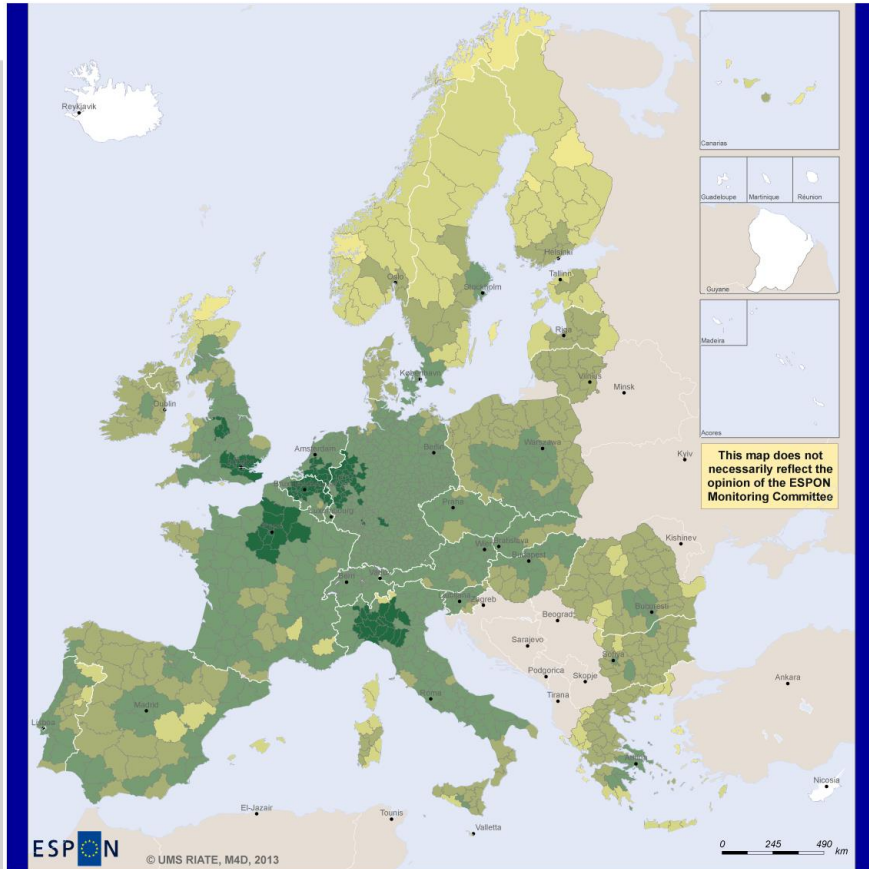 Reykjavik
Canarias
Guadeloupe
Martinique
Réunion
Guyane
Madeira
Acores
Helsinki
Tallinn
Oslo
Stockholm
Riga
København
Vilnius
Minsk
Dublin
Amsterdam
Berlin
Warszawa
Kyiv
This map does not
necessarily reflect the
opinion of the ESPON
Monitoring Committee
Praha
Kishinev
Budapest
Bern
Zagreb
Beograd
Bucuresti
Sarajevo
Sofiya
Podgorica
Skopje
Roma
Tirana
Ankara
Madrid
Lisboa
Nicosia
El-Jazair
Tounis
Valletta
ESPON
© UMS RIATE, M4D, 2013
0 245 490
km